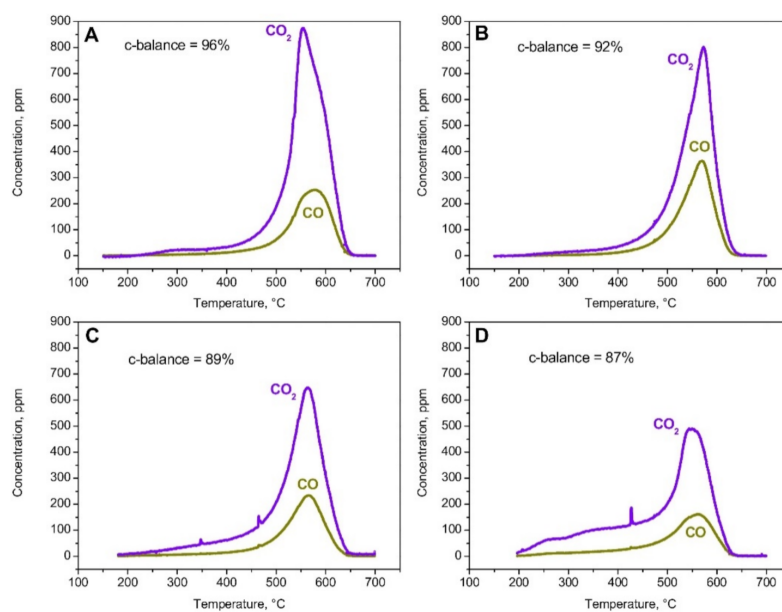 A
CO2
c-balance = 96%
CO
Concentration, ppm
900
800
700
600
500
400
300
200
100
0
100 200 300 400 500 600 700
Temperature, °C
B
c-balance = 92%
CO2
CO
Concentration, ppm
900
800
700
600
500
400
300
200
100
0
100 200 300 400 500 600 700
Temperature, °C
C
c-balance = 89%
CO2
CO
Concentration, ppm
900
800
700
600
500
400
300
200
100
0
100 200 300 400 500 600 700
Temperature, °C
D
c-balance = 87%
CO2
CO
Concentration, ppm
900
800
700
600
500
400
300
200
100
0
100 200 300 400 500 600 700
Temperature, °C